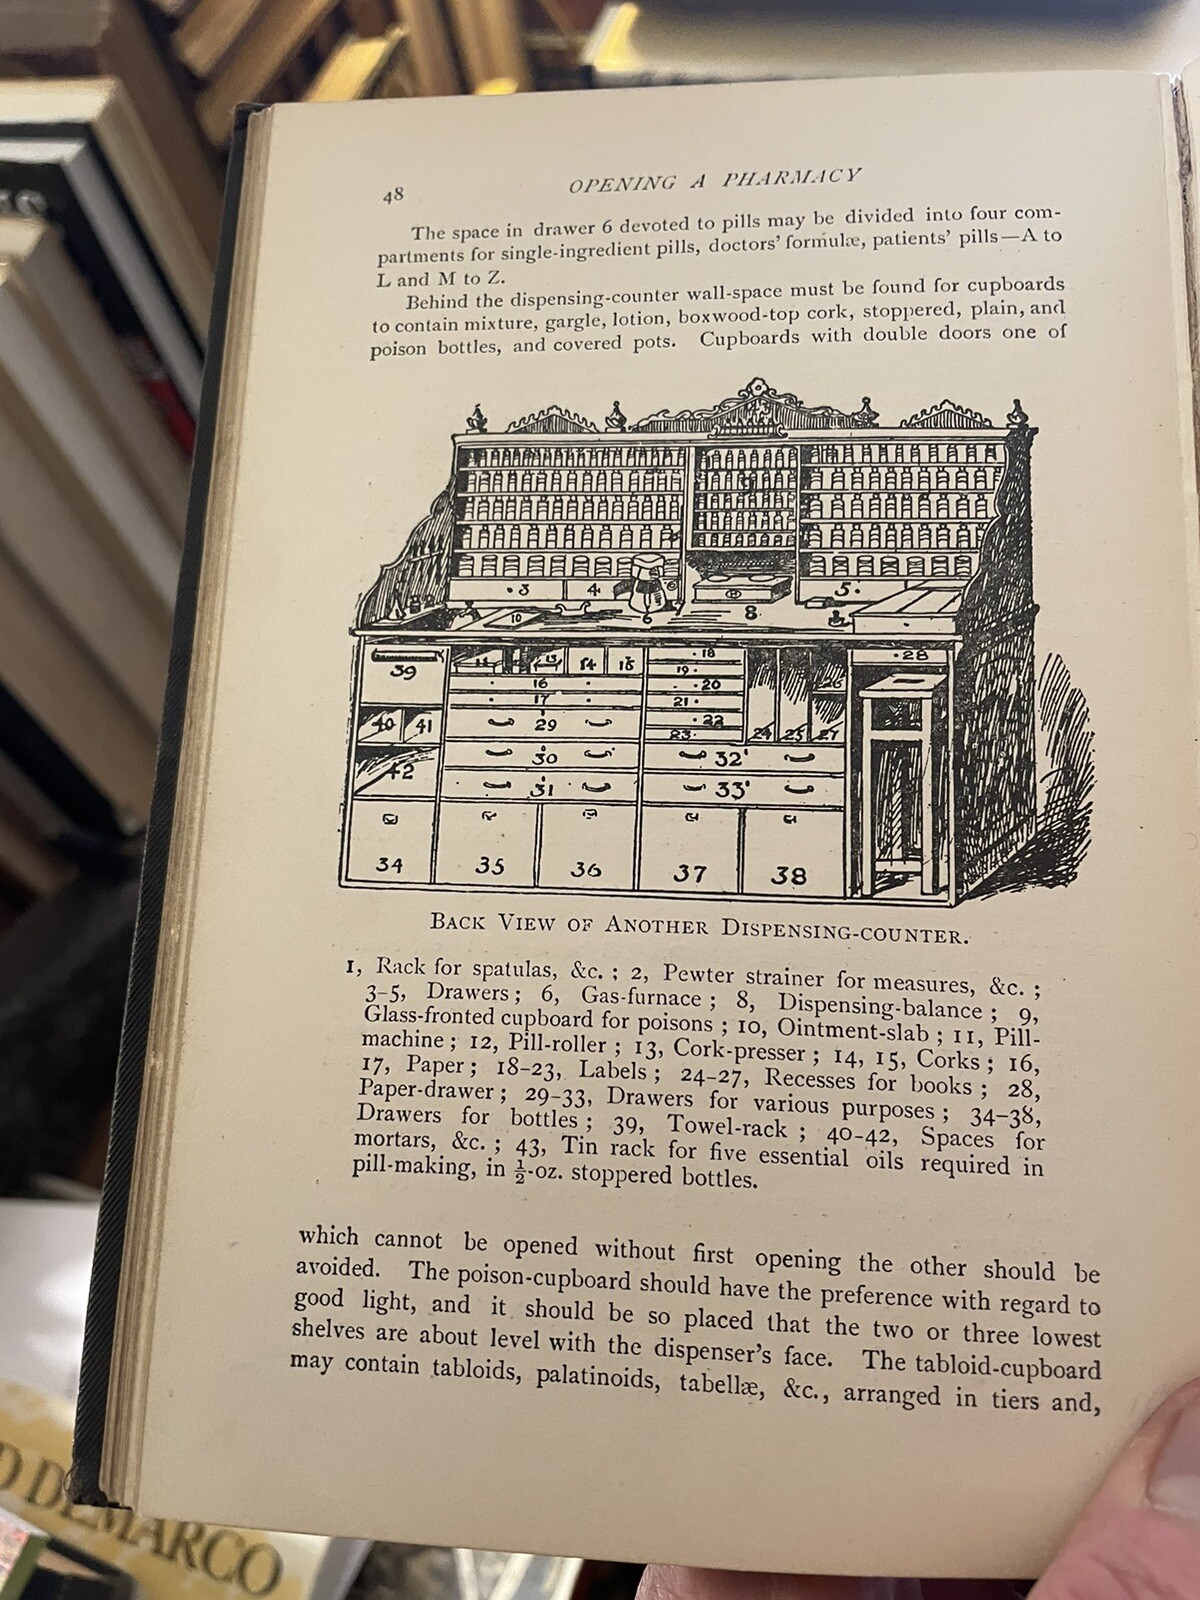 48
OPENING A PHARMACY
The space in drawer 6 devoted to pills may be divided into four com-
partments for single-ingredient pills, doctors' formulæ, patients' pills—A to
L and M to Z.
Behind the dispensing-counter wall-space must be found for cupboards
to contain mixture, gargle, lotion, boxwood-top cork, stoppered, plain, and
poison bottles, and covered pots. Cupboards with double doors one of
3 4 5
10 6 8
39 11 13 14 15 18 28
16 19 20
17 21
40 41 29 22 24 25 27
23
42 30 32
31 33
34 35 36 37 38
BACK VIEW OF ANOTHER DISPENSING-COUNTER.
1, Rack for spatulas, &c. ; 2, Pewter strainer for measures, &c. ;
3–5, Drawers ; 6, Gas-furnace ; 8, Dispensing-balance ; 9,
Glass-fronted cupboard for poisons ; 10, Ointment-slab ; 11, Pill-
machine ; 12, Pill-roller ; 13, Cork-presser ; 14, 15, Corks ; 16,
17, Paper ; 18–23, Labels ; 24–27, Recesses for books ; 28,
Paper-drawer ; 29–33, Drawers for various purposes ; 34–38,
Drawers for bottles ; 39, Towel-rack ; 40–42, Spaces for
mortars, &c. ; 43, Tin rack for five essential oils required in
pill-making, in ½-oz. stoppered bottles.
which cannot be opened without first opening the other should be
avoided. The poison-cupboard should have the preference with regard to
good light, and it should be so placed that the two or three lowest
shelves are about level with the dispenser's face. The tabloid-cupboard
may contain tabloids, palatinoids, tabellæ, &c., arranged in tiers and,
DEMARCO